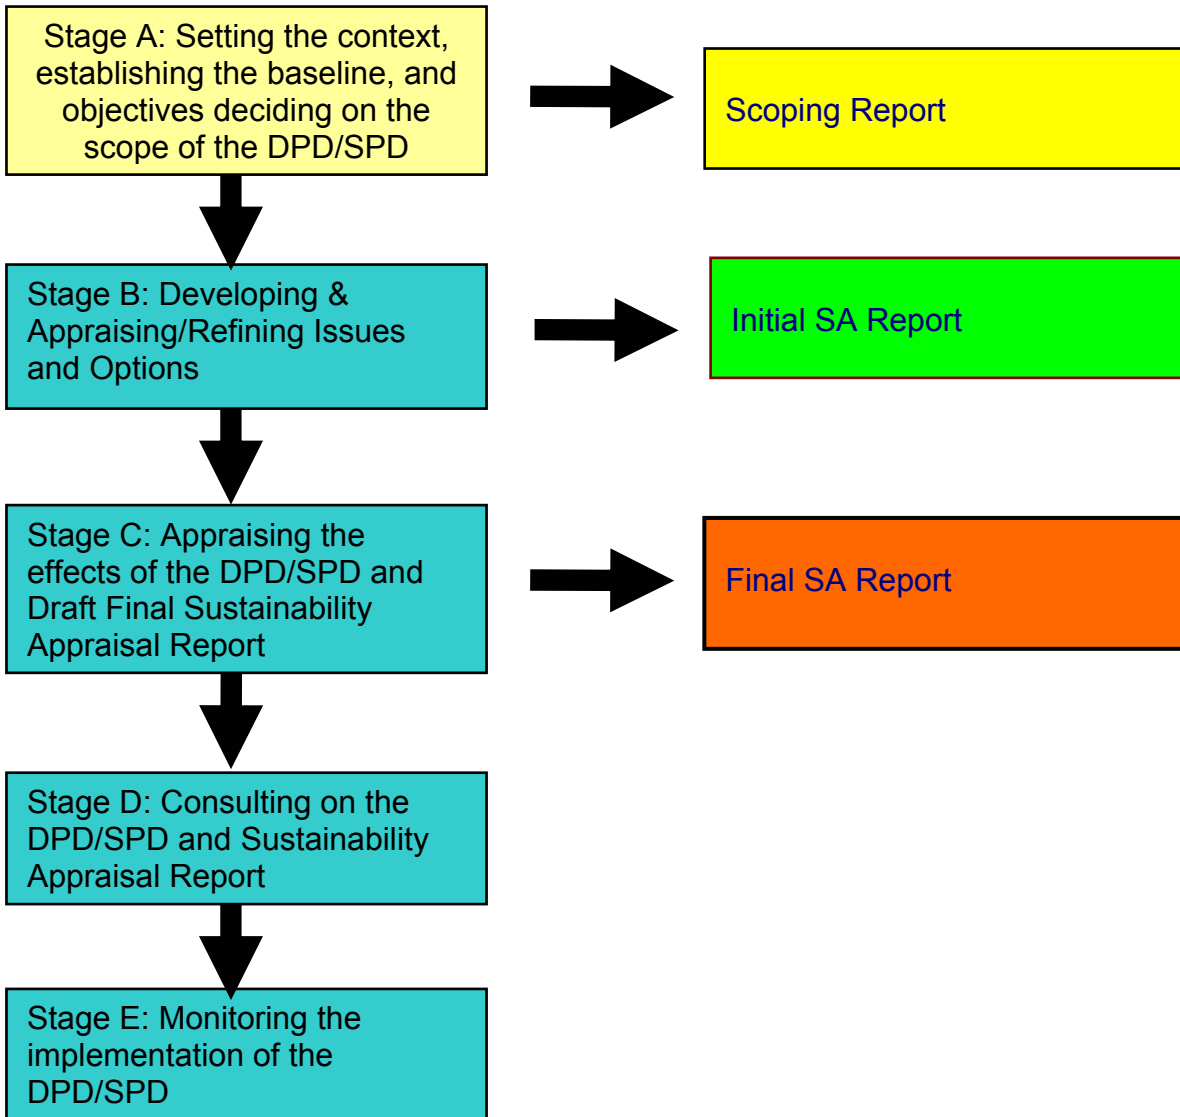 Stage A: Setting the context,
establishing the baseline, and
objectives deciding on the
scope of the DPD/SPD
Scoping Report
Stage B: Developing &
Appraising/Refining Issues
and Options
Initial SA Report
Stage C: Appraising the
effects of the DPD/SPD and
Draft Final Sustainability
Appraisal Report
Final SA Report
Stage D: Consulting on the
DPD/SPD and Sustainability
Appraisal Report
Stage E: Monitoring the
implementation of the
DPD/SPD